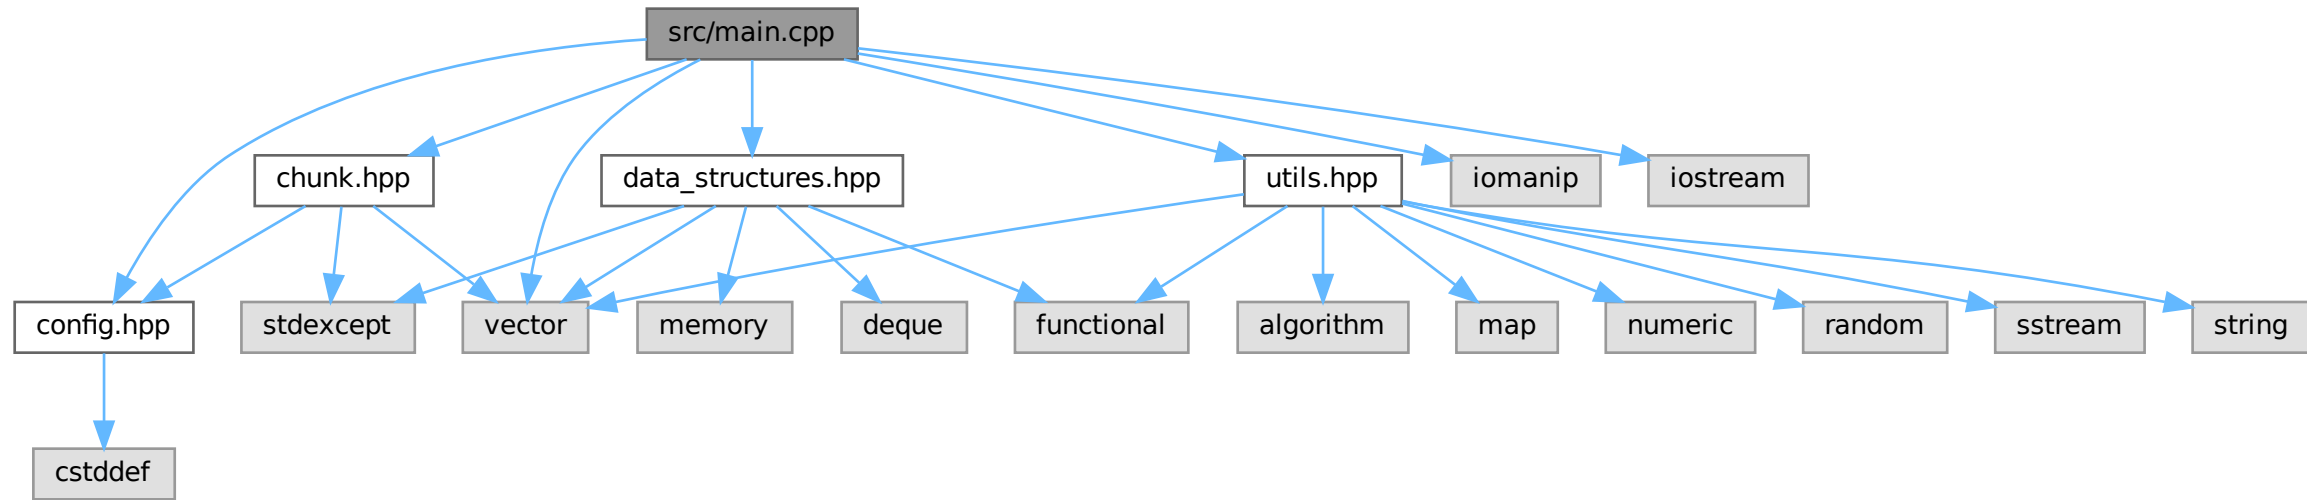 src/main.cpp
chunk.hpp
data_structures.hpp
utils.hpp
iomanip
iostream
config.hpp
stdexcept
vector
memory
deque
functional
algorithm
map
numeric
random
sstream
string
cstddef